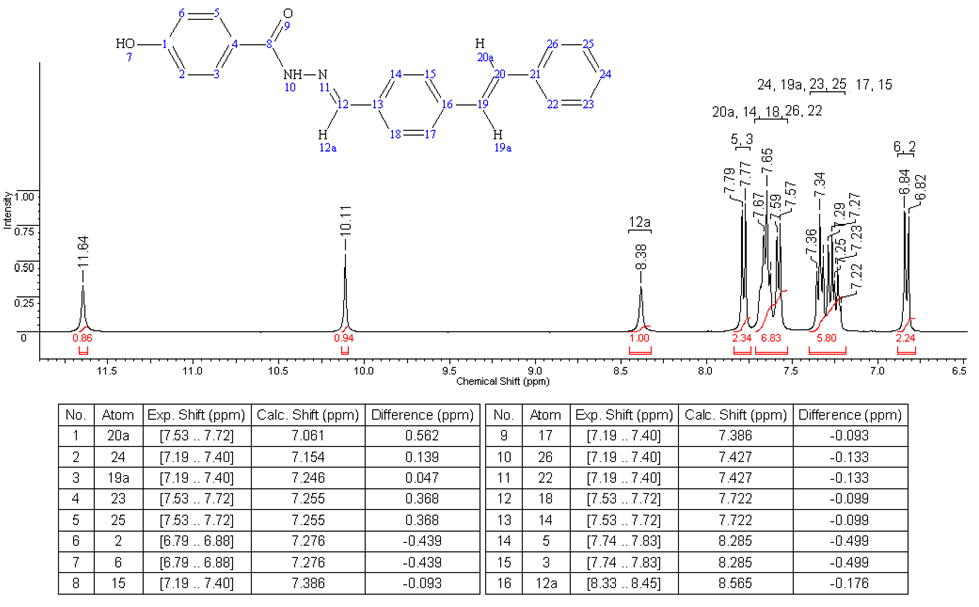 6 5 O
9
HO 1 4 8 H 26 25
7 20a
2 3 NH N 14 15 20 21 24
10 11
12 13 16 19 22 23
H 18 17 H
12a 19a
24, 19a, 23, 25 17, 15
20a, 14, 18, 26, 22
5, 3
6, 2
12a
11.64
10.11
8.38
7.79
7.77
7.67
7.65
7.59
7.57
7.36
7.34
7.29
7.27
7.25
7.23
7.22
6.84
6.82
Intensity
1.00
0.75
0.50
0.25
0
0.86 0.94 1.00 2.34 6.83 5.80 2.24
11.5 11.0 10.5 10.0 9.5 9.0 8.5 8.0 7.5 7.0 6.5
Chemical Shift (ppm)
No. Atom Exp. Shift (ppm) Calc. Shift (ppm) Difference (ppm) No. Atom Exp. Shift (ppm) Calc. Shift (ppm) Difference (ppm)
1 20a [7.53 .. 7.72] 7.061 0.562 9 17 [7.19 .. 7.40] 7.386 -0.093
2 24 [7.19 .. 7.40] 7.154 0.139 10 26 [7.19 .. 7.40] 7.427 -0.133
3 19a [7.19 .. 7.40] 7.246 0.047 11 22 [7.19 .. 7.40] 7.427 -0.133
4 23 [7.53 .. 7.72] 7.255 0.368 12 18 [7.53 .. 7.72] 7.722 -0.099
5 25 [7.53 .. 7.72] 7.255 0.368 13 14 [7.53 .. 7.72] 7.722 -0.099
6 2 [6.79 .. 6.88] 7.276 -0.439 14 5 [7.74 .. 7.83] 8.285 -0.499
7 6 [6.79 .. 6.88] 7.276 -0.439 15 3 [7.74 .. 7.83] 8.285 -0.499
8 15 [7.19 .. 7.40] 7.386 -0.093 16 12a [8.33 .. 8.45] 8.565 -0.176